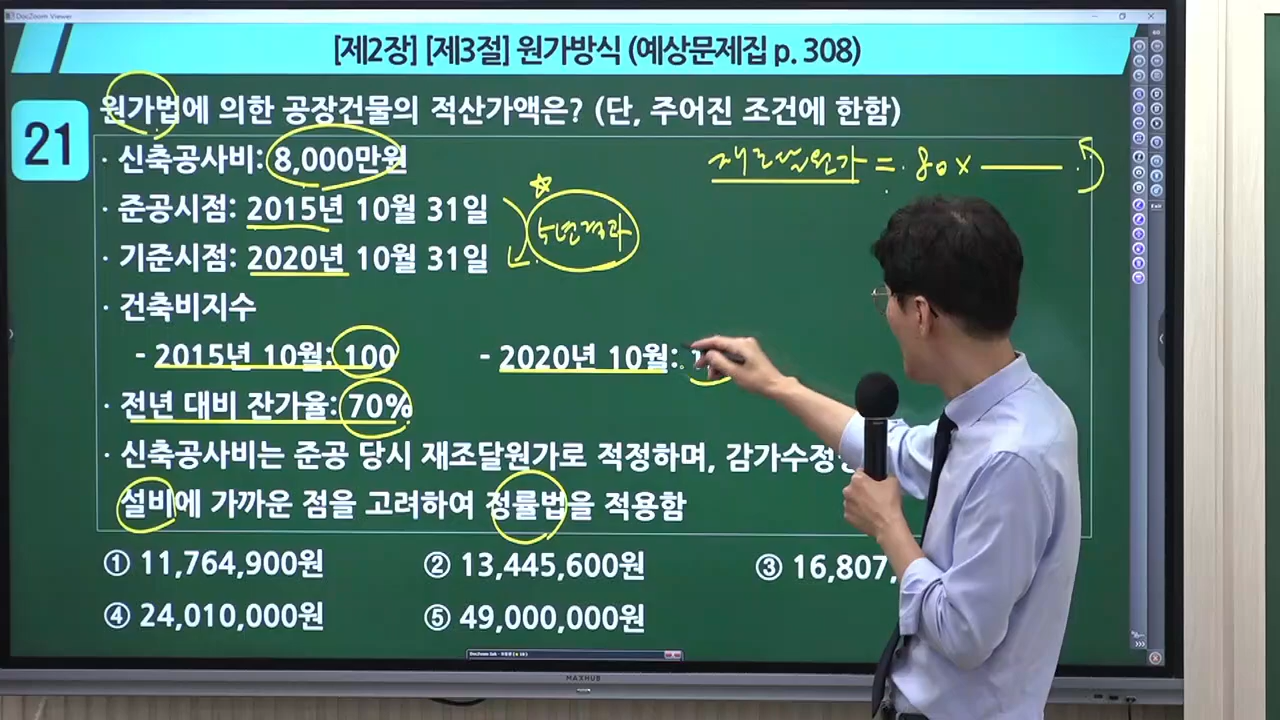 DocZoom Viewer
[제2장] [제3절] 원가방식 (예상문제집 p. 308)
21
원가법에 의한 공장건물의 적산가액은? (단, 주어진 조건에 한함)
· 신축공사비: 8,000만원
재조달원가 = 80 ×
· 준공시점: 2015년 10월 31일
5년경과
· 기준시점: 2020년 10월 31일
· 건축비지수
- 2015년 10월: 100
- 2020년 10월:
· 전년 대비 잔가율: 70%
· 신축공사비는 준공 당시 재조달원가로 적정하며, 감가수정
설비에 가까운 점을 고려하여 정률법을 적용함
① 11,764,900원
② 13,445,600원
③ 16,807,
④ 24,010,000원
⑤ 49,000,000원
MAXHUB